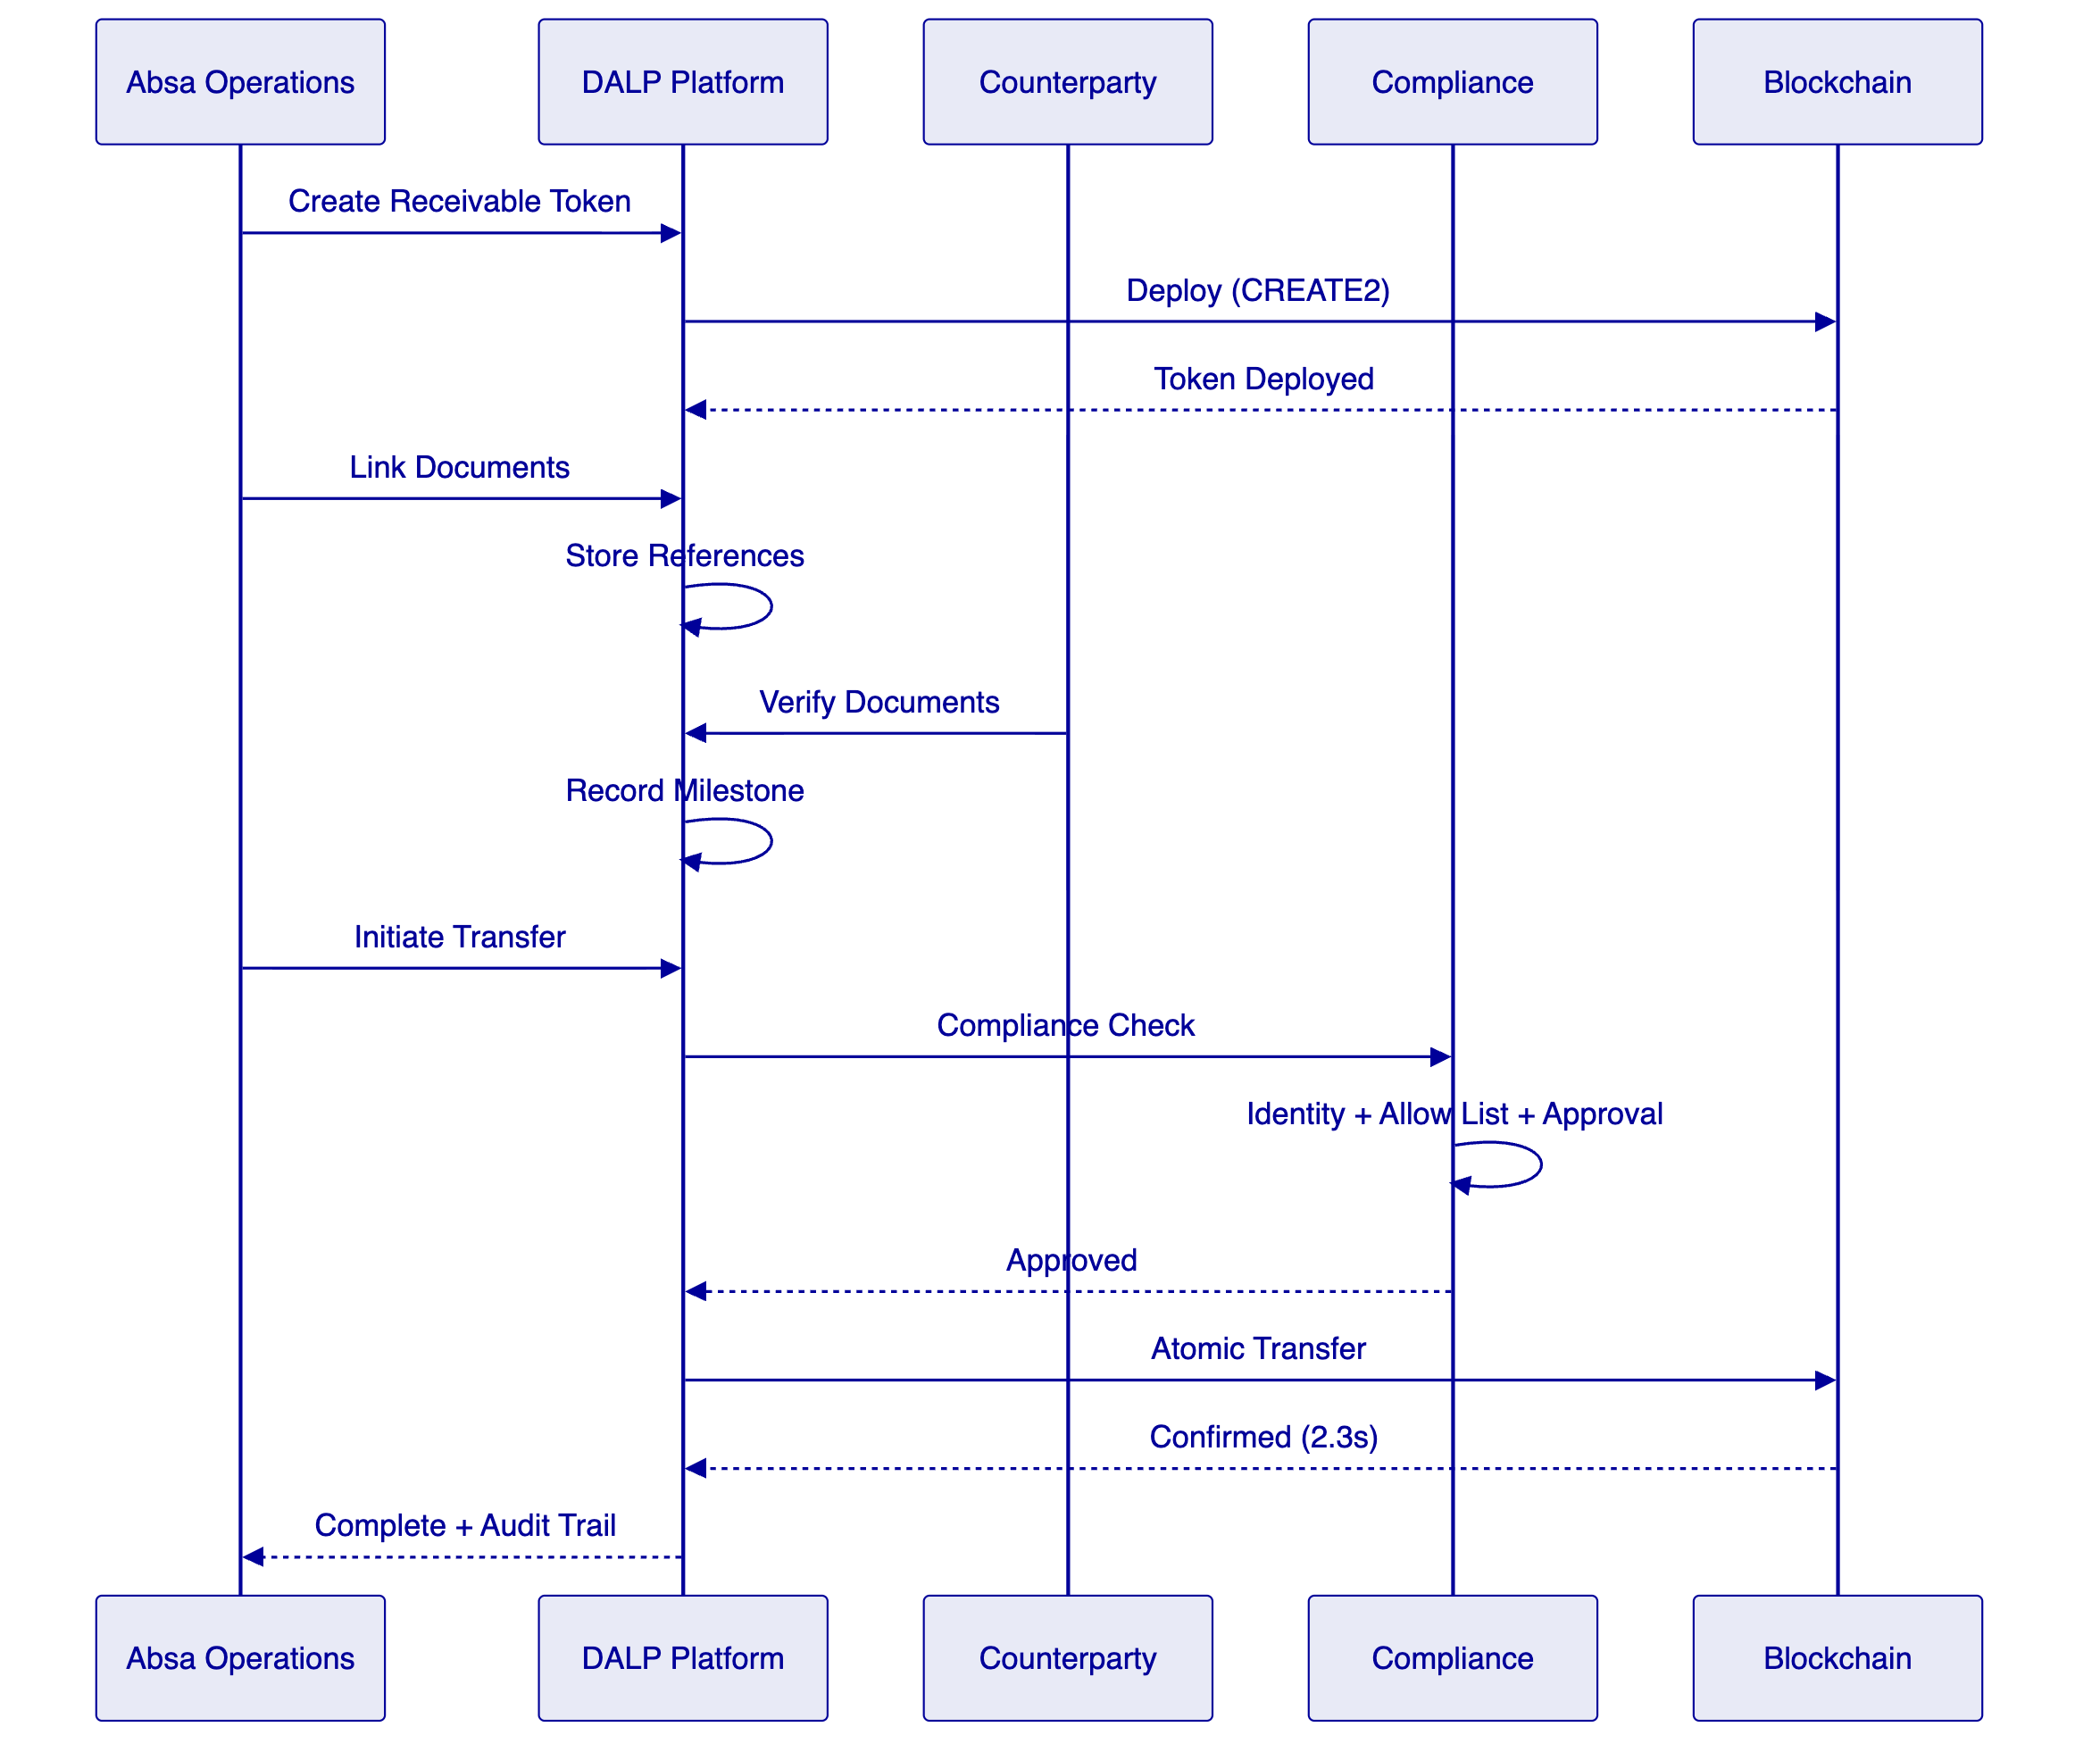 Absa Operations
DALP Platform
Counterparty
Compliance
Blockchain
Create Receivable Token
Deploy (CREATE2)
Token Deployed
Link Documents
Store References
Verify Documents
Record Milestone
Initiate Transfer
Compliance Check
Identity + Allow List + Approval
Approved
Atomic Transfer
Confirmed (2.3s)
Complete + Audit Trail
Absa Operations
DALP Platform
Counterparty
Compliance
Blockchain